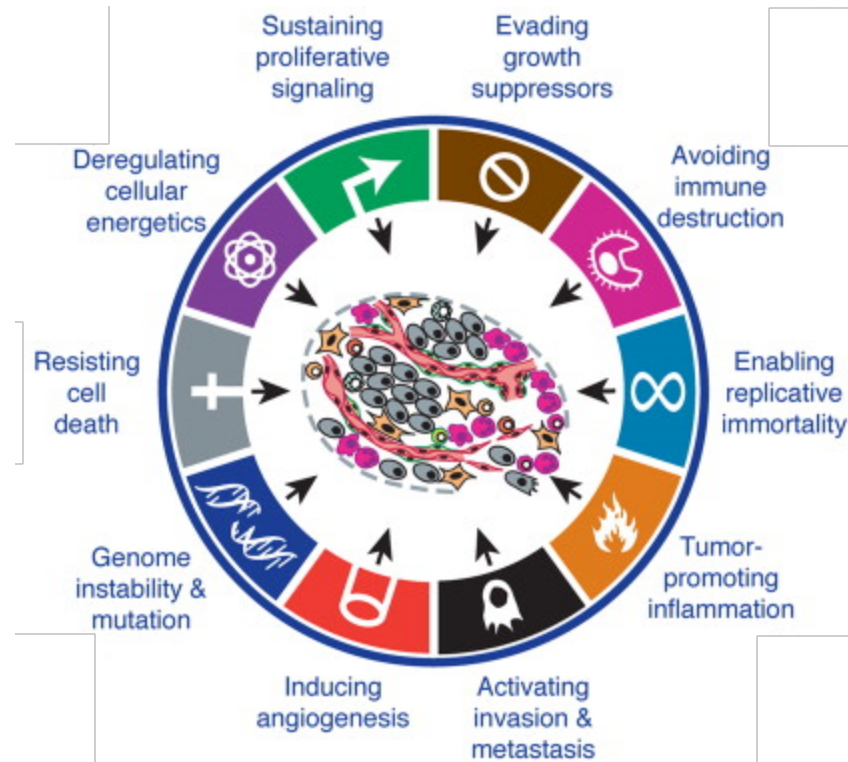 Sustaining
proliferative
signaling
Evading
growth
suppressors
Avoiding
immune
destruction
Enabling
replicative
immortality
Tumor-
promoting
inflammation
Activating
invasion &
metastasis
Inducing
angiogenesis
Genome
instability &
mutation
Resisting
cell
death
Deregulating
cellular
energetics